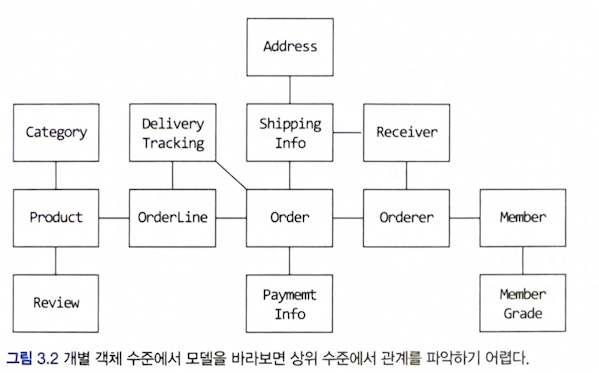 Address
Category
Delivery
Tracking
Shipping
Info
Receiver
Product
OrderLine
Order
Orderer
Member
Review
Paymemt
Info
Member
Grade
그림 3.2 개별 객체 수준에서 모델을 바라보면 상위 수준에서 관계를 파악하기 어렵다.